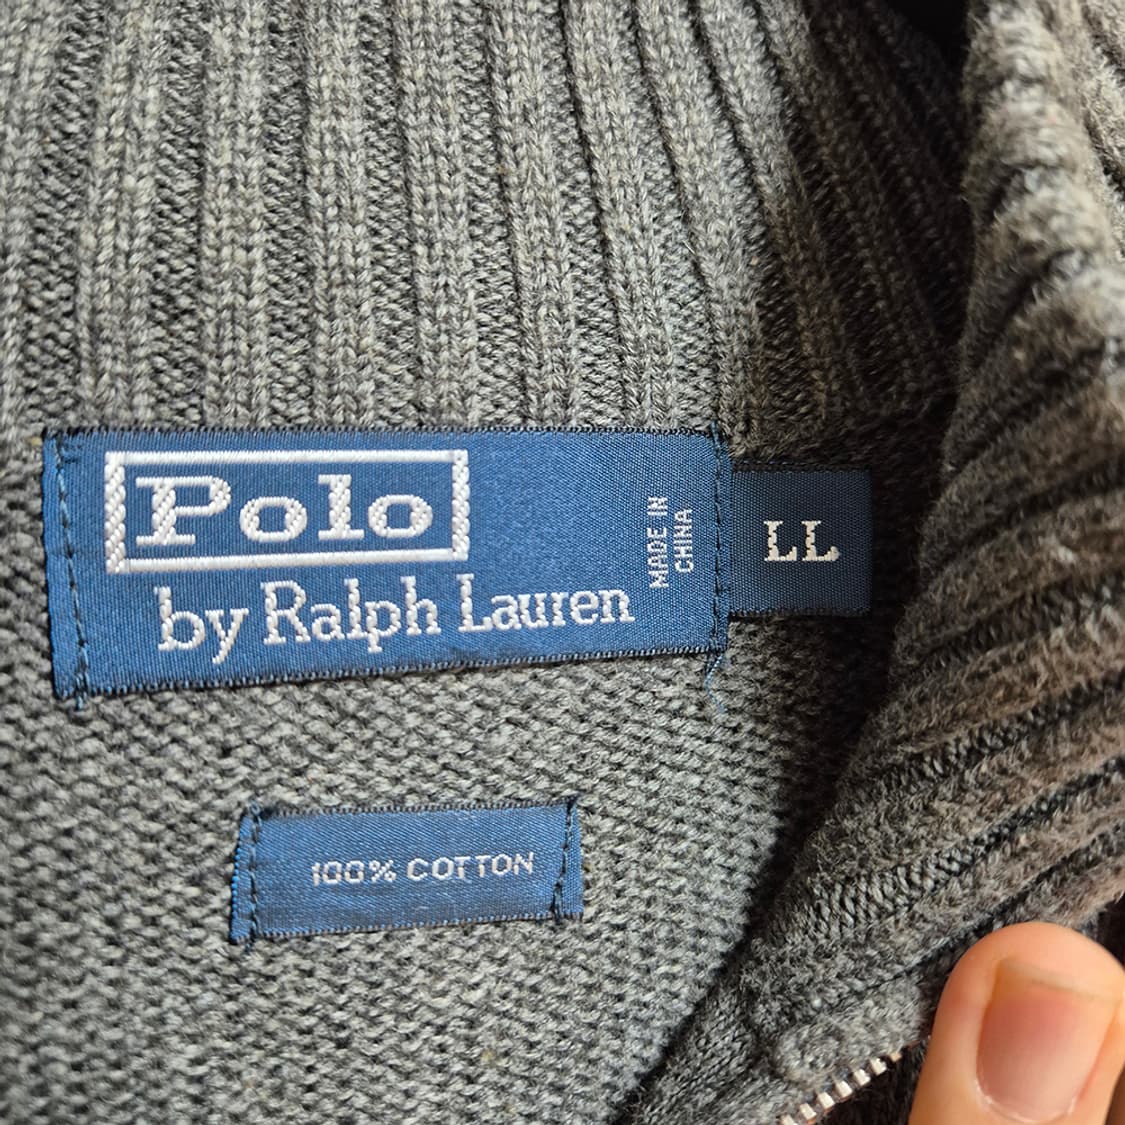 Polo
by Ralph Lauren
MADE IN
CHINA
LL
100% COTTON